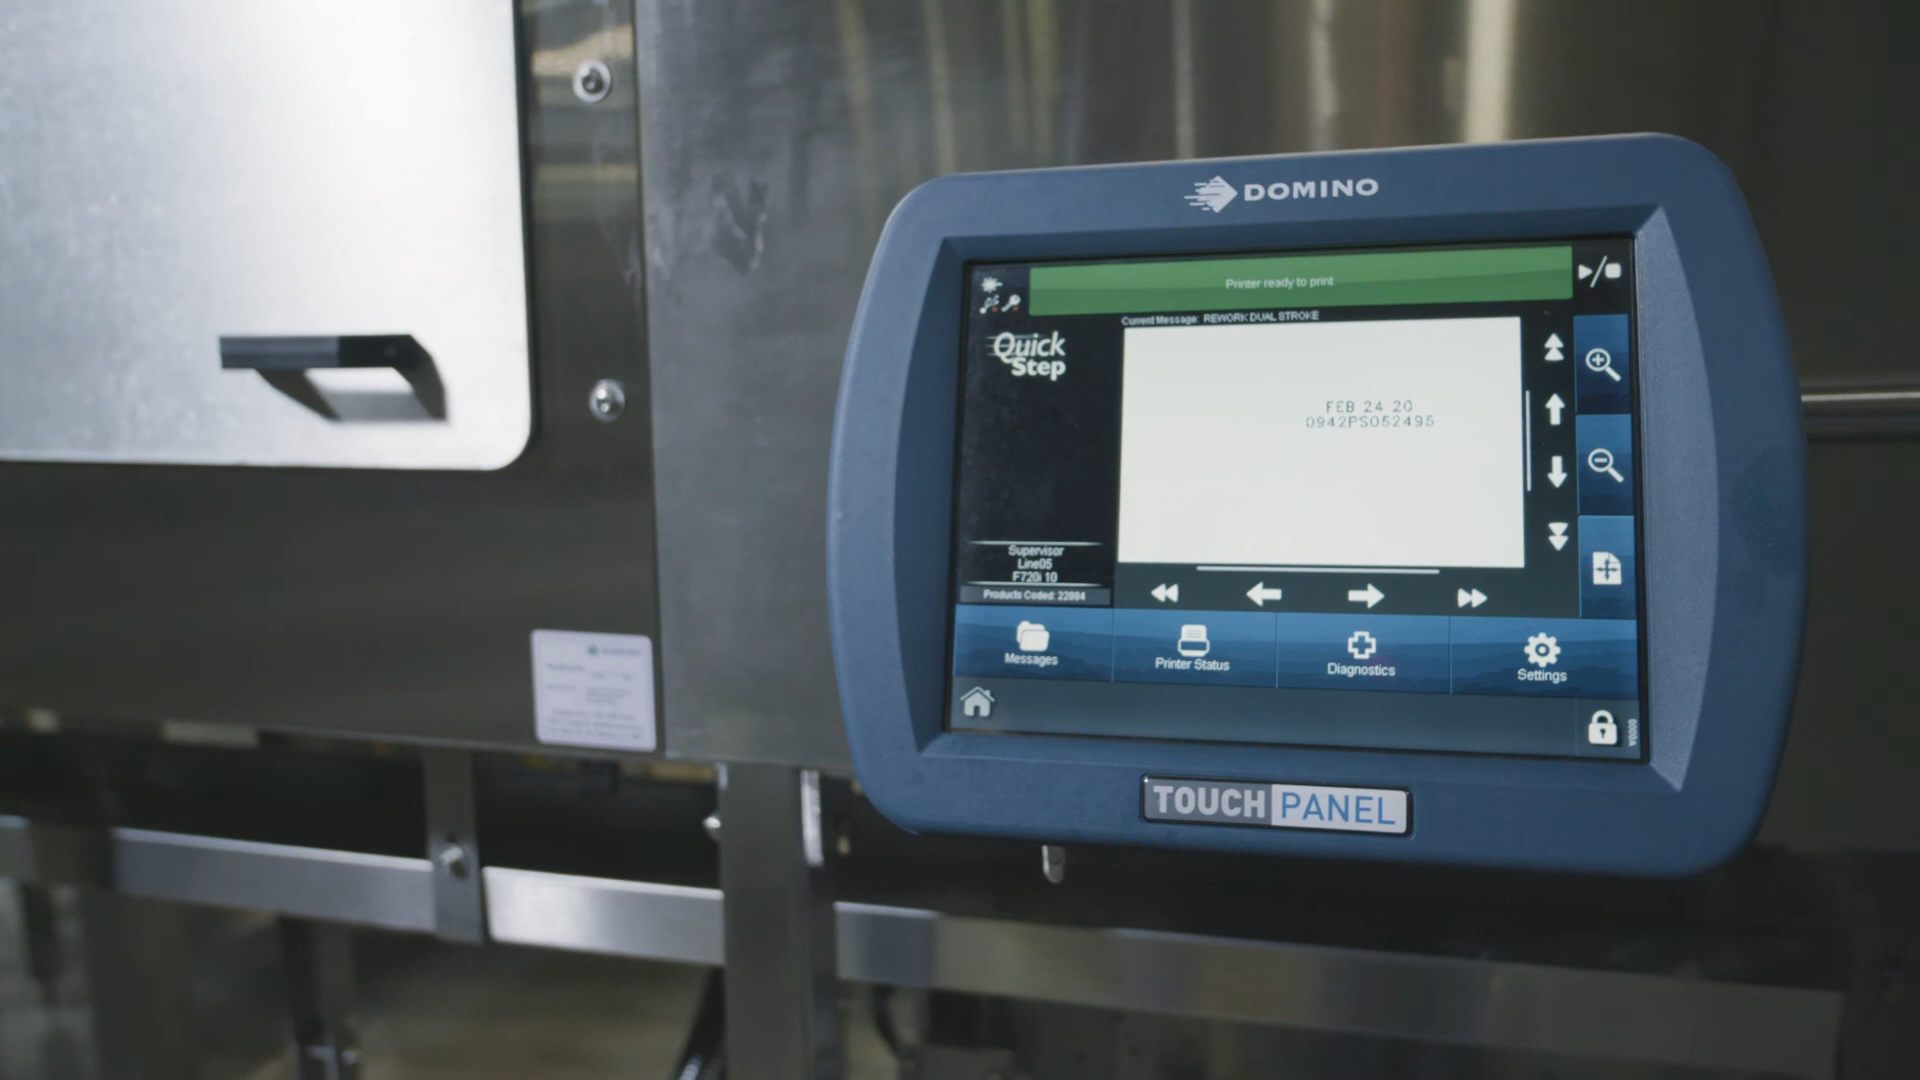 DOMINO
Printer ready to print
Current Message: REWORK DUAL STROKE
Quick
Step
FEB 24 20
0942PS052495
Supervisor
Line05
F720i 10
Products Coded: 22884
Messages
Printer Status
Diagnostics
Settings
TOUCH PANEL